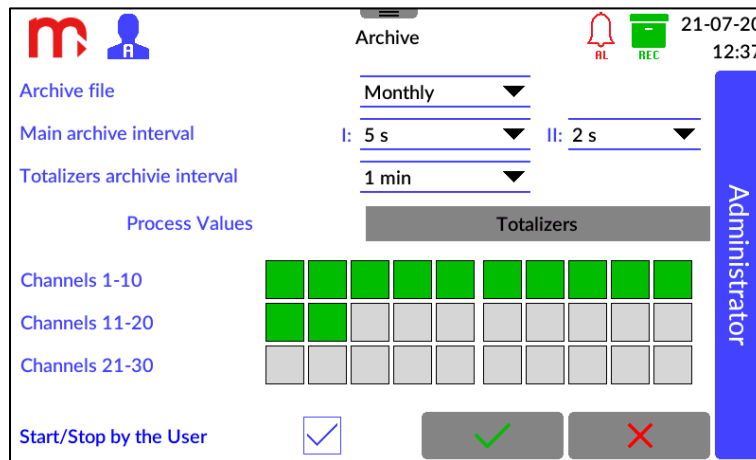 Archive
21-07-20
12:37
A
AL
REC
Archive file
Monthly
Main archive interval
I: 5 s
II: 2 s
Totalizers archivie interval
1 min
Process Values
Totalizers
Channels 1-10
Channels 11-20
Channels 21-30
Start/Stop by the User
Administrator